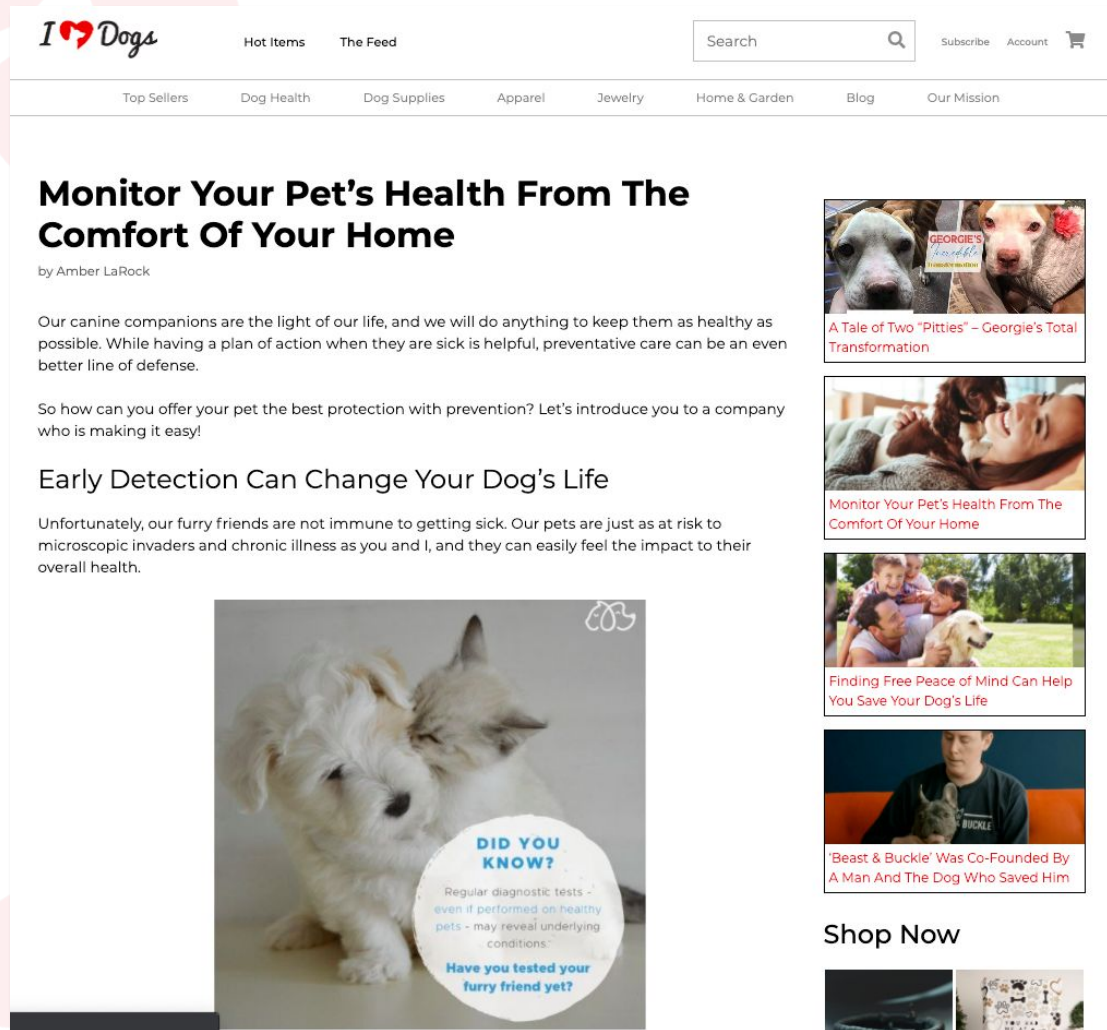 I Dogs
Hot Items
The Feed
Search
Subscribe
Account
Top Sellers
Dog Health
Dog Supplies
Apparel
Jewelry
Home & Garden
Blog
Our Mission
Monitor Your Pet’s Health From The
Comfort Of Your Home
by Amber LaRock
Our canine companions are the light of our life, and we will do anything to keep them as healthy as
possible. While having a plan of action when they are sick is helpful, preventative care can be an even
better line of defense.
So how can you offer your pet the best protection with prevention? Let’s introduce you to a company
who is making it easy!
Early Detection Can Change Your Dog’s Life
Unfortunately, our furry friends are not immune to getting sick. Our pets are just as at risk to
microscopic invaders and chronic illness as you and I, and they can easily feel the impact to their
overall health.
DID YOU
KNOW?
Regular diagnostic tests -
even if performed on healthy
pets - may reveal underlying
conditions.
Have you tested your
furry friend yet?
GEORGIE'S
A Tale of Two “Pitties” – Georgie’s Total
Transformation
Monitor Your Pet’s Health From The
Comfort Of Your Home
Finding Free Peace of Mind Can Help
You Save Your Dog’s Life
BUCKLE
‘Beast & Buckle’ Was Co-Founded By
A Man And The Dog Who Saved Him
Shop Now